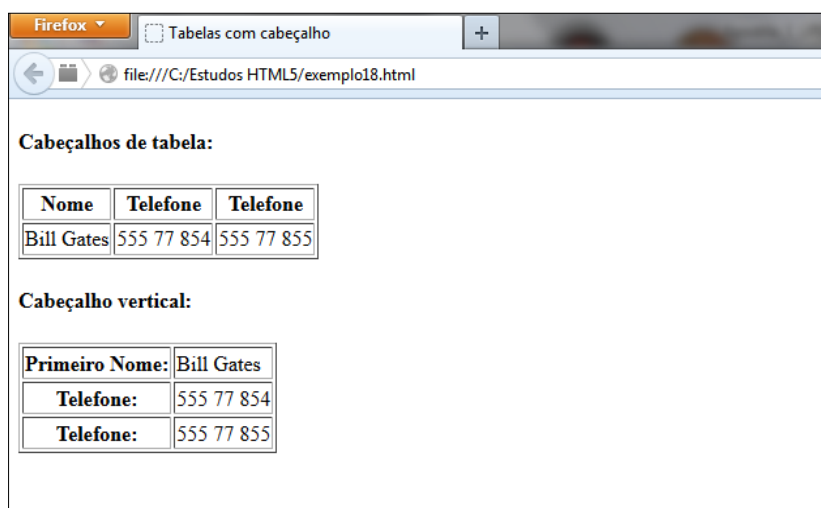 Firefox
Tabelas com cabeçalho
+
file:///C:/Estudos HTML5/exemplo18.html
Cabeçalhos de tabela:
Nome Telefone Telefone
Bill Gates 555 77 854 555 77 855
Cabeçalho vertical:
Primeiro Nome: Bill Gates
Telefone: 555 77 854
Telefone: 555 77 855